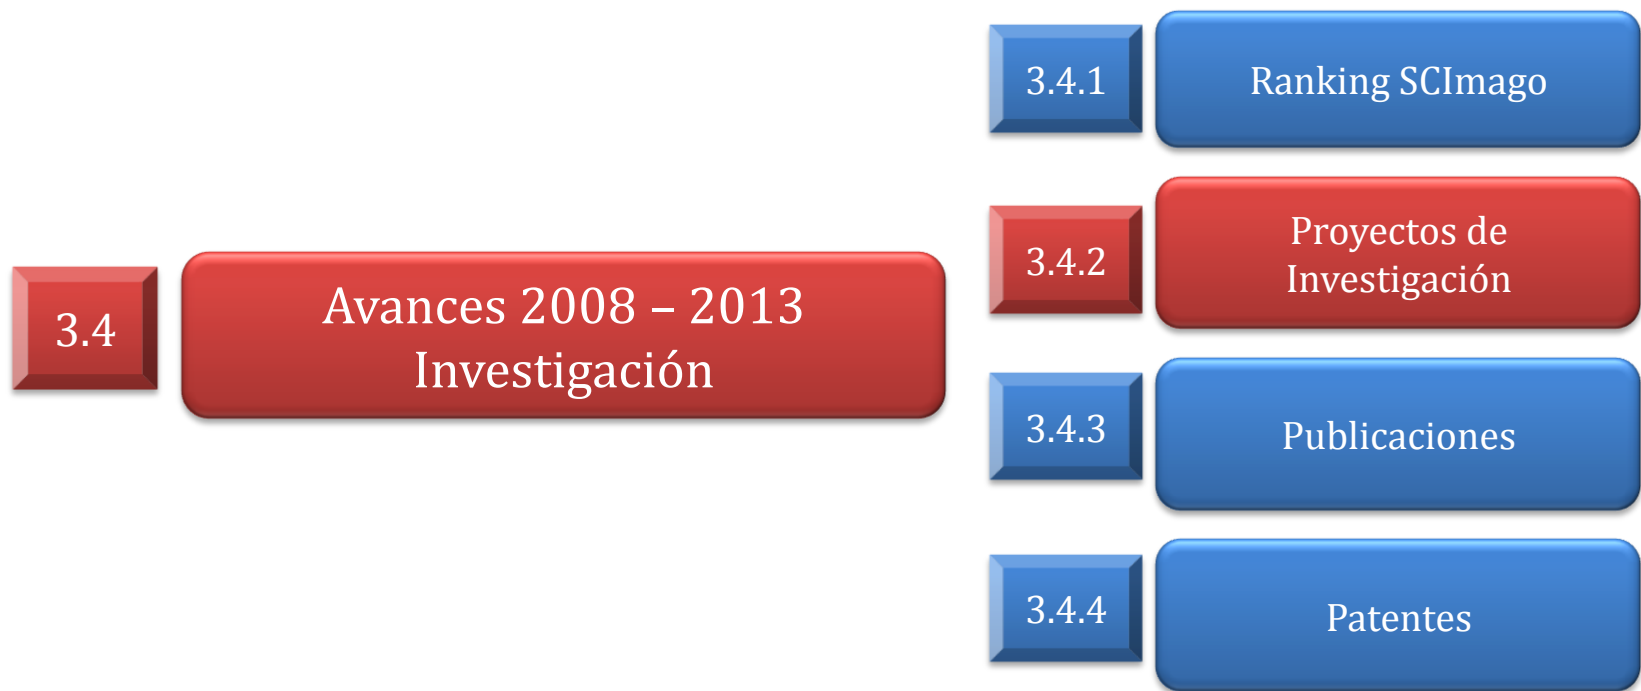 3.4
Avances 2008 – 2013
Investigación
3.4.1
Ranking SCImago
3.4.2
Proyectos de
Investigación
3.4.3
Publicaciones
3.4.4
Patentes